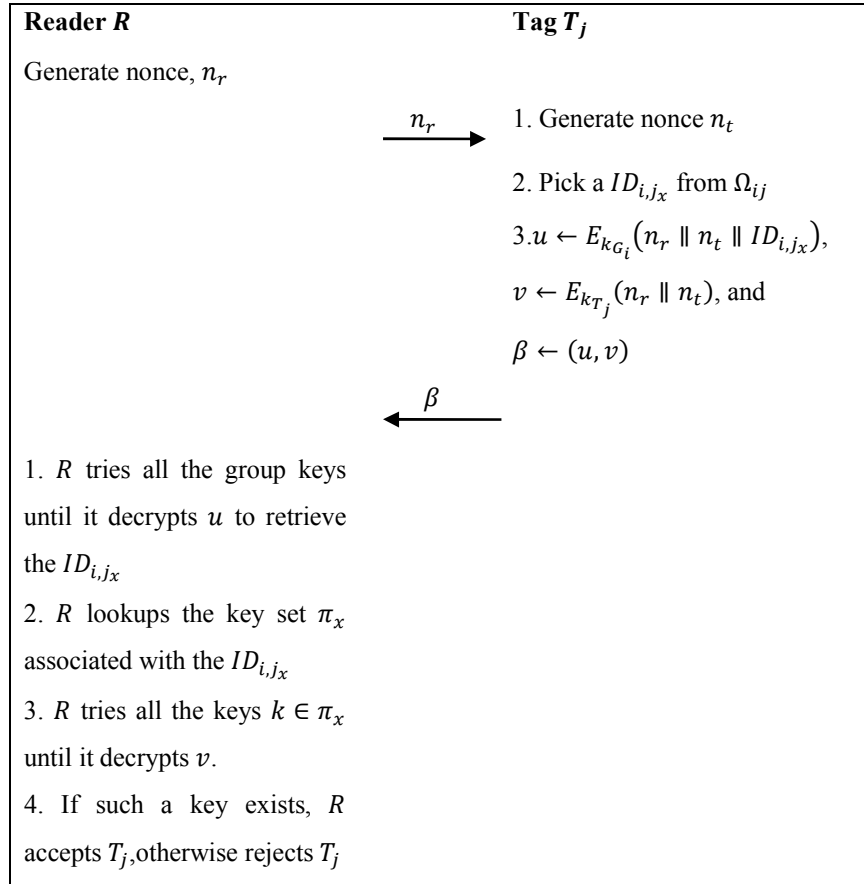 Reader R
Tag T_j
Generate nonce, n_r
n_r
1. Generate nonce n_t
2. Pick a ID_{i,j_x} from Ω_{ij}
3.u ← E_{k_{G_i}}(n_r ∥ n_t ∥ ID_{i,j_x}),
v ← E_{k_{T_j}}(n_r ∥ n_t), and
β ← (u, v)
β
1. R tries all the group keys
until it decrypts u to retrieve
the ID_{i,j_x}
2. R lookups the key set π_x
associated with the ID_{i,j_x}
3. R tries all the keys k ∈ π_x
until it decrypts v.
4. If such a key exists, R
accepts T_j,otherwise rejects T_j